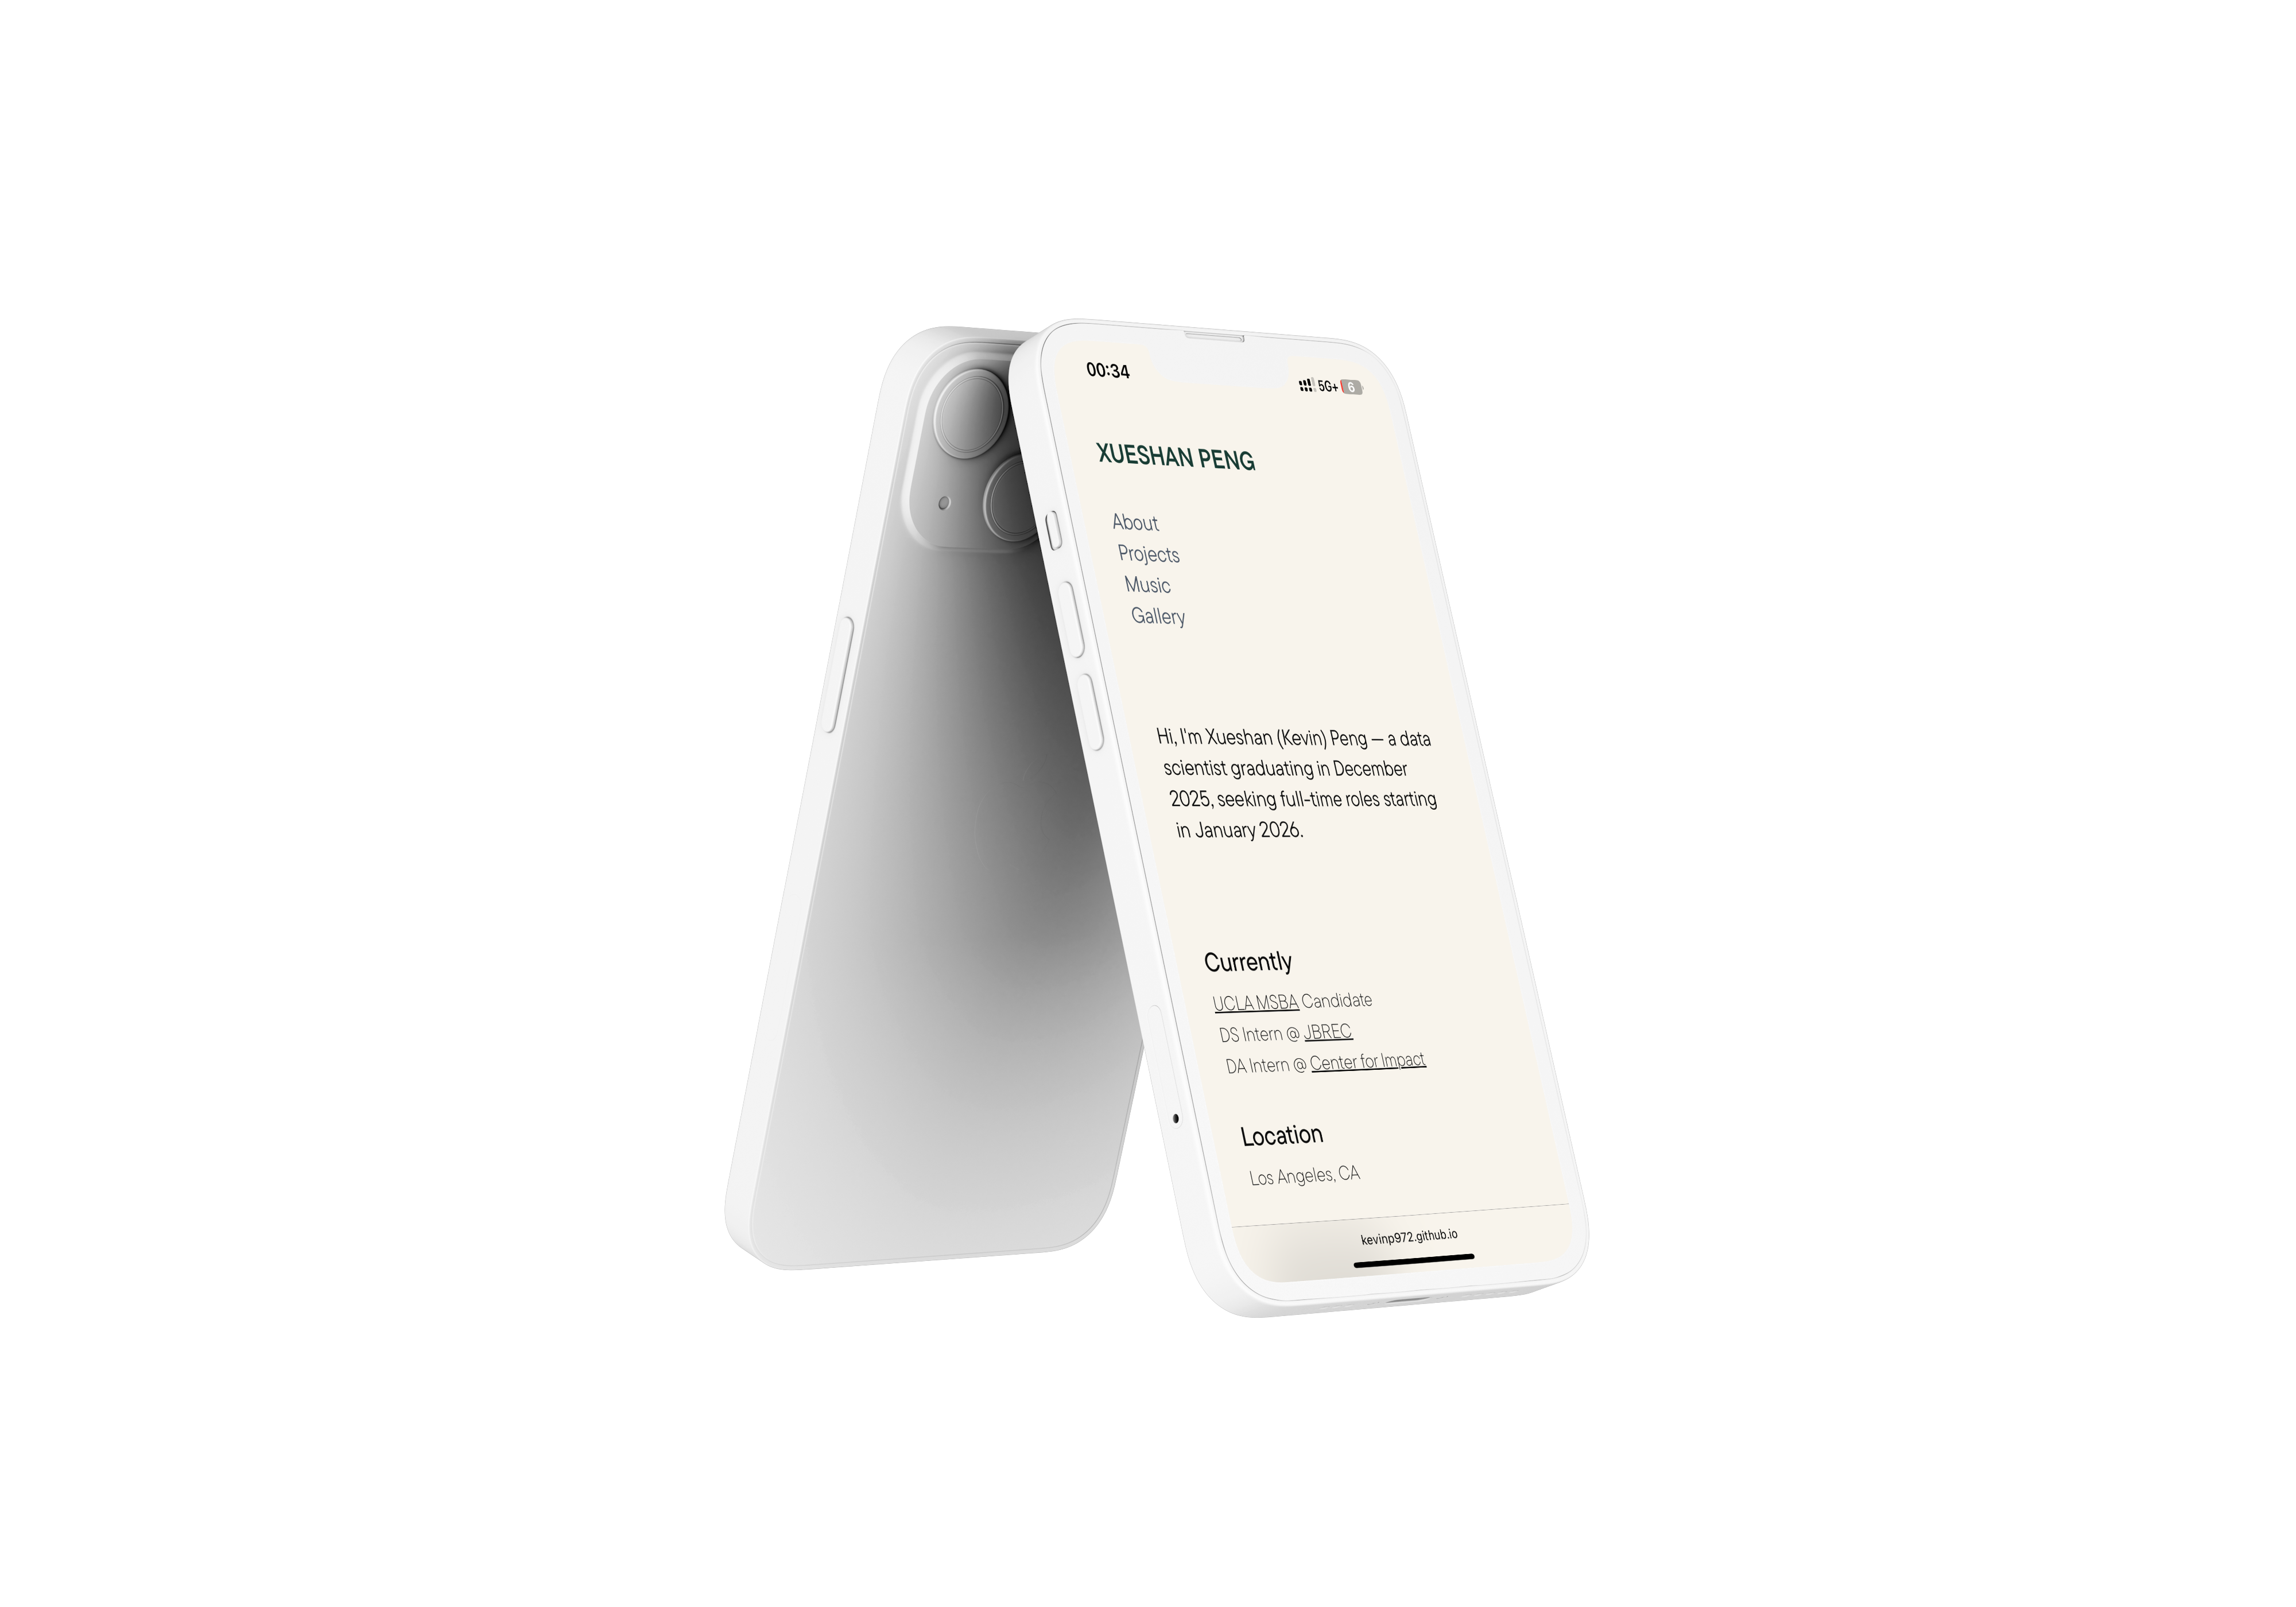 00:34
5G+ 6
XUESHAN PENG
About
Projects
Music
Gallery
Hi, I'm Xueshan (Kevin) Peng — a data
scientist graduating in December
2025, seeking full-time roles starting
in January 2026.
Currently
UCLA MSBA Candidate
DS Intern @ JBREC
DA Intern @ Center for Impact
Location
Los Angeles, CA
kevinp972.github.io